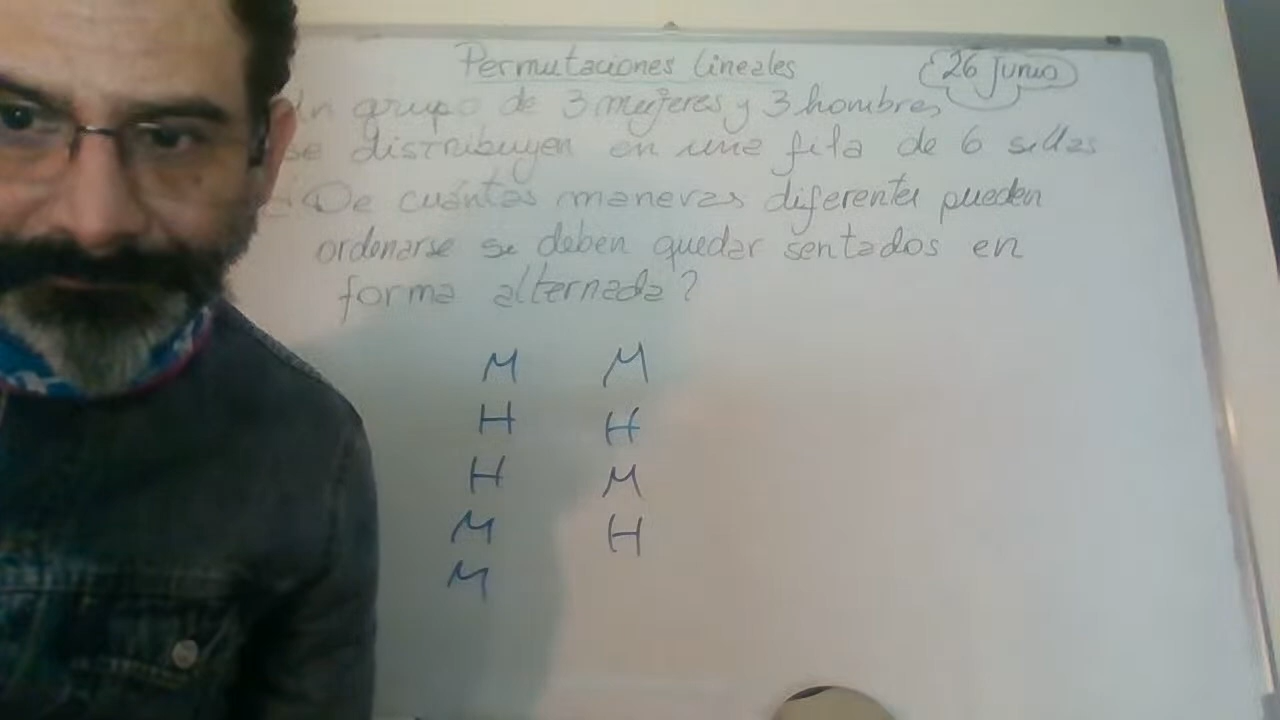 Permutaciones lineales
26 Junio
Un grupo de 3 mujeres y 3 hombres
se distribuyen en una fila de 6 sillas
¿De cuántas maneras diferentes pueden
ordenarse si deben quedar sentados en
forma alternada?
M M
H H
H M
M H
M